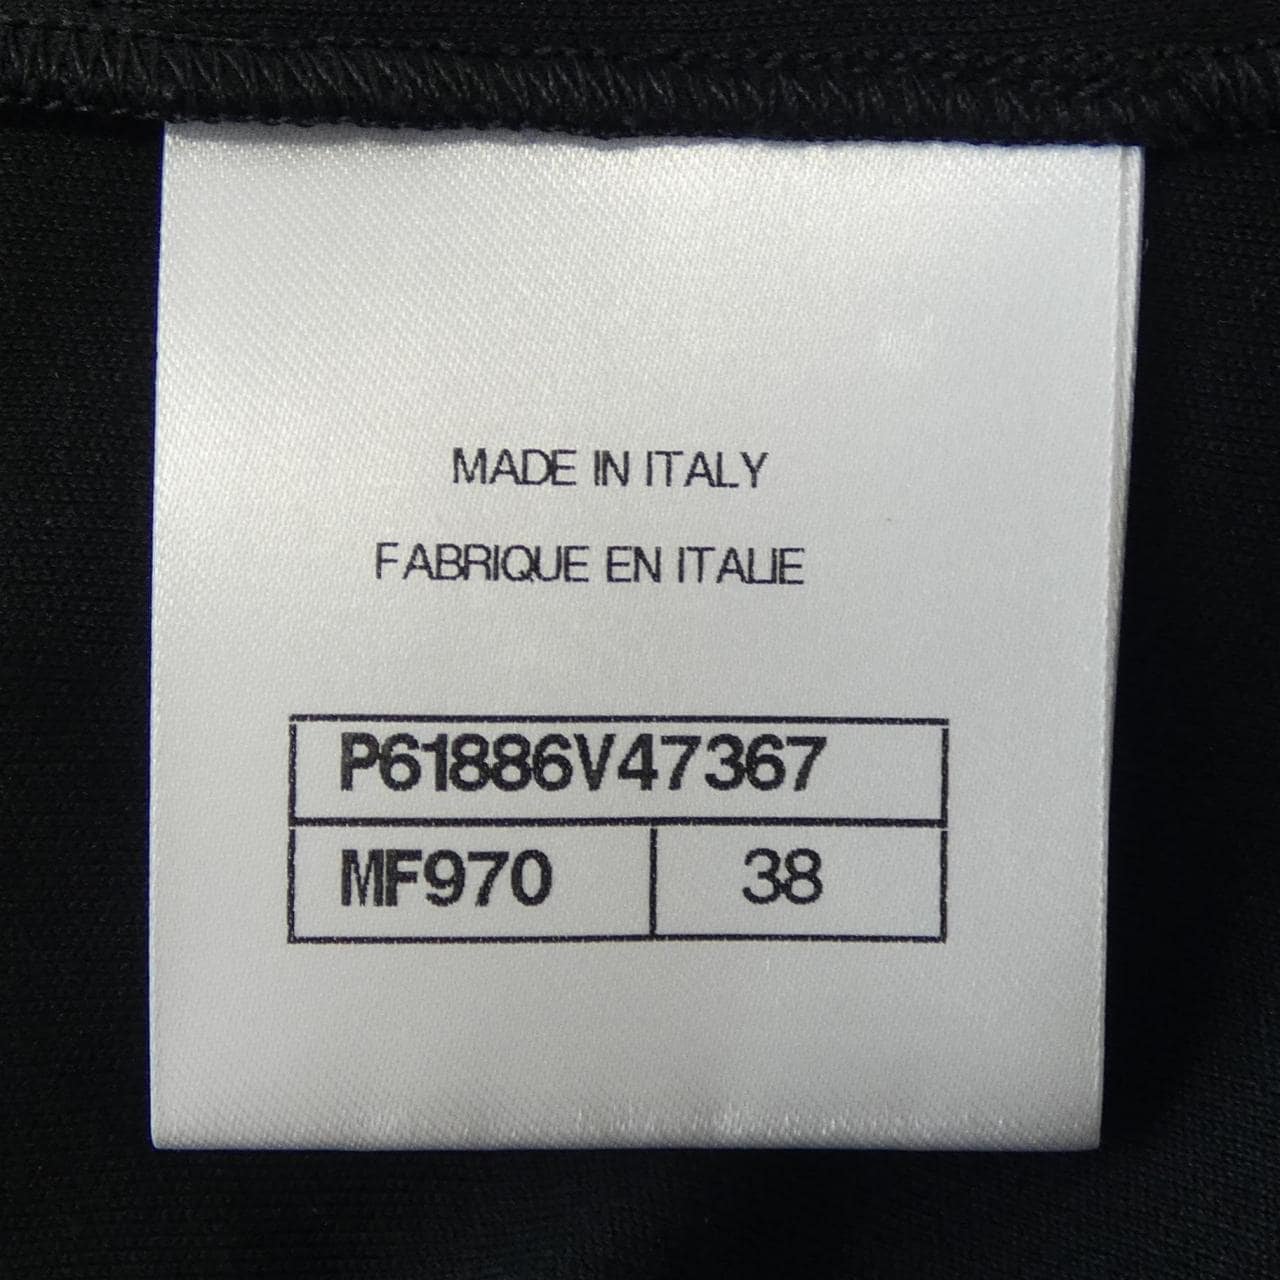 MADE IN ITALY
FABRIQUE EN ITALIE
P61886V47367
MF970 38